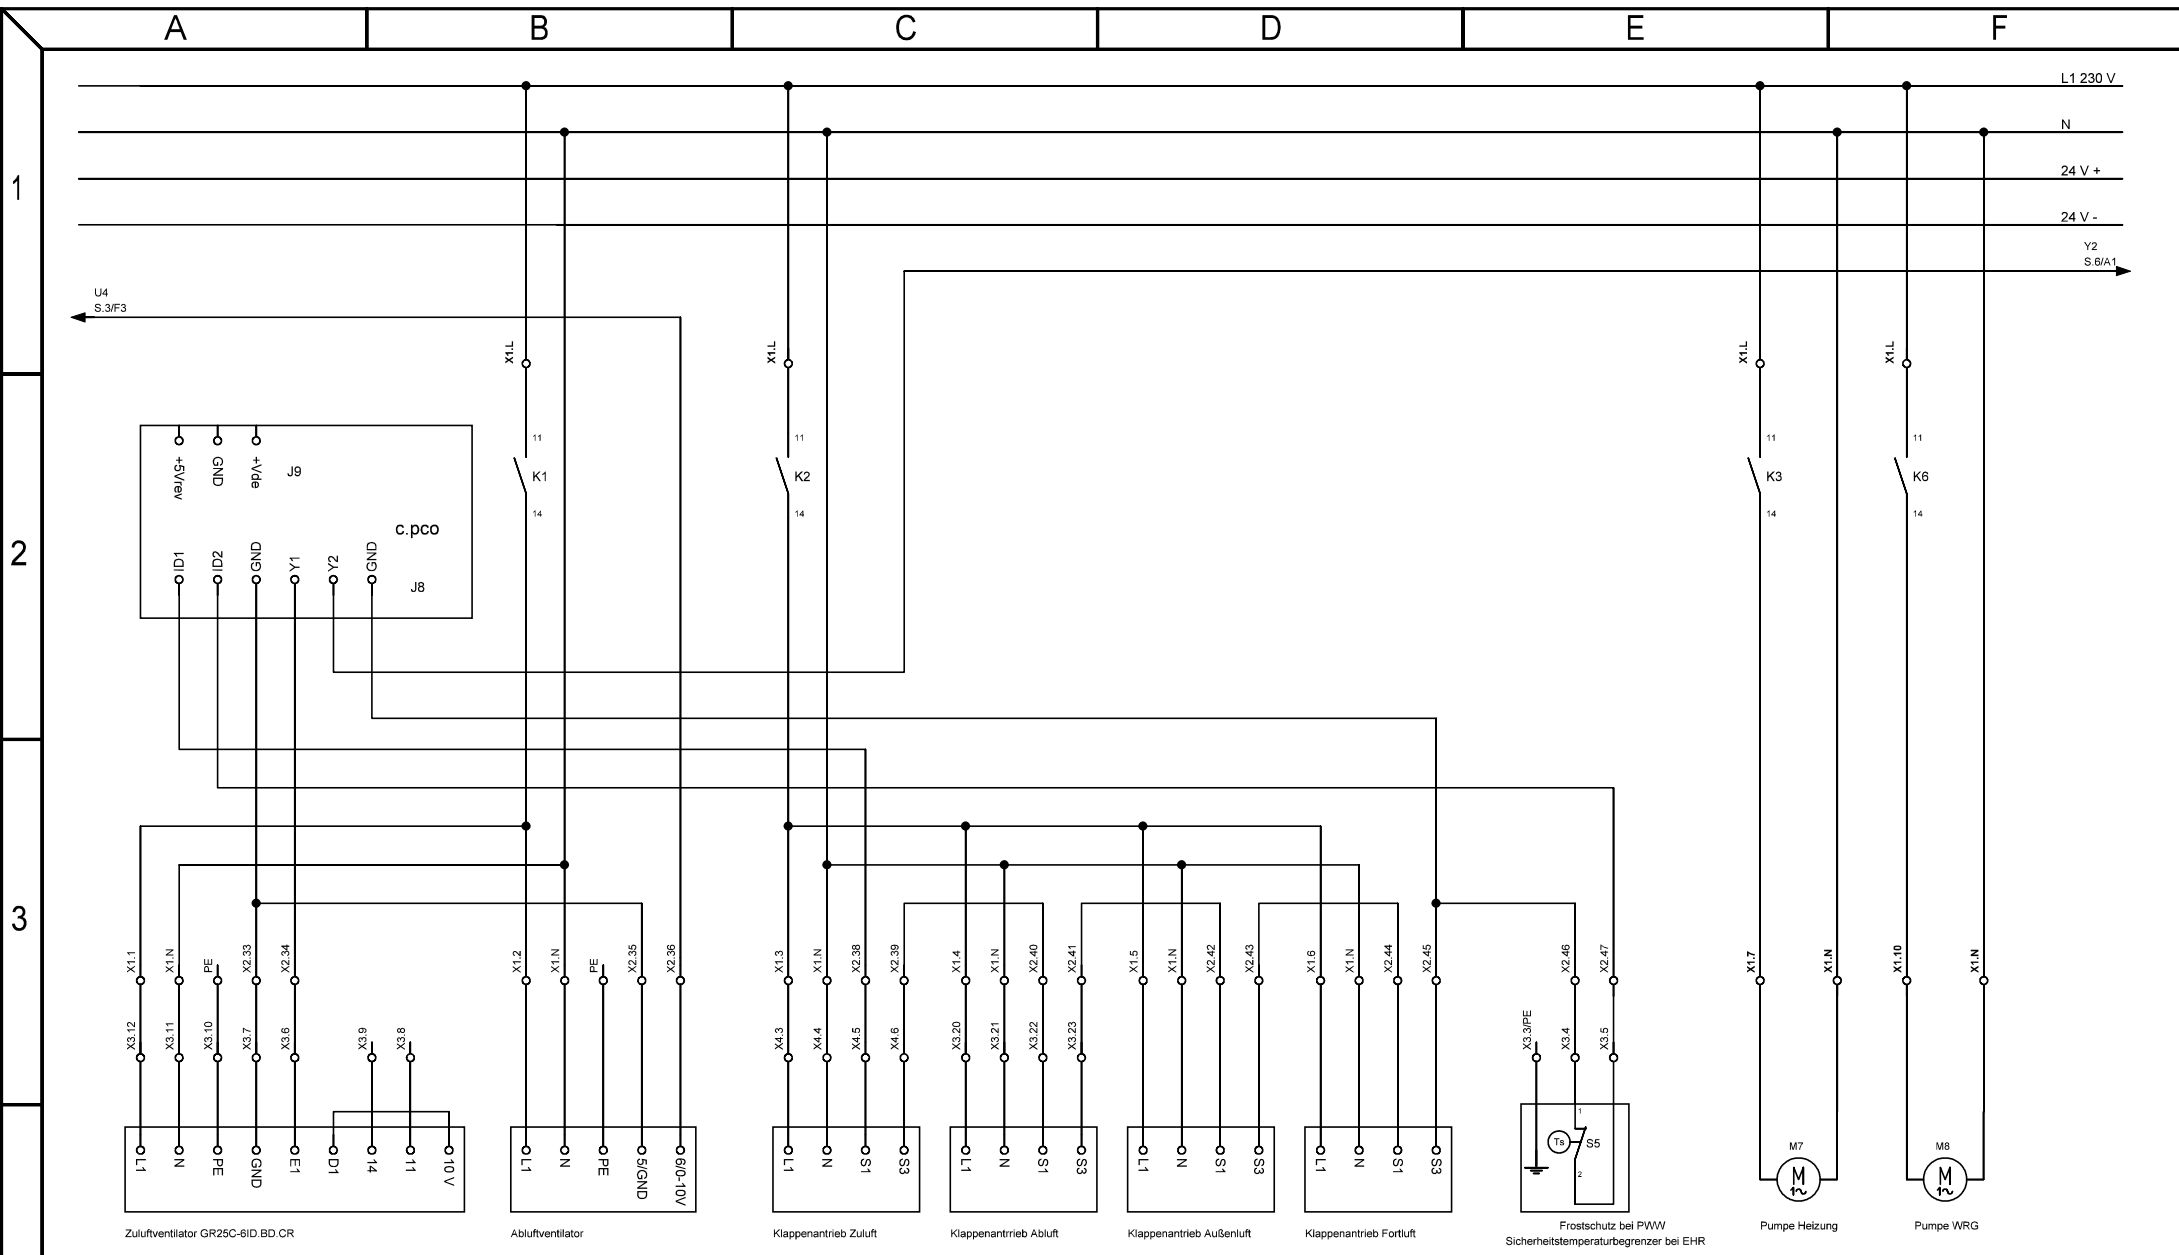 A B C D E F
L1 230 V
N
1
24 V +
24 V -
Y2
S.6/A1
U4
S.3/F3
X1.L X1.L X1.L X1.L
11 11 11 11
+5Vrev GND +Vde J9
K1 K2 K3 K6
14 14 14 14
c.pco
2
ID1 ID2 GND Y1 Y2 GND
J8
3
X1.1 X1.N PE X2.33 X2.34 X1.2 X1.N PE X2.35 X2.36 X1.3 X1.N X2.38 X2.39 X1.4 X1.N X2.40 X2.41 X1.5 X1.N X2.42 X2.43 X1.6 X1.N X2.44 X2.45 X2.46 X2.47 X1.7 X1.N X1.10 X1.N
X3.12 X3.11 X3.10 X3.7 X3.6 X3.9 X3.8 X4.3 X4.4 X4.5 X4.6 X3.20 X3.21 X3.22 X3.23 X3.3/PE X3.4 X3.5
1
Ts S5
2
L1 N PE GND E1 D1 14 11 10 V
L1 N PE 5/GND 6/0-10V
L1 N S1 S3
L1 N S1 S3
L1 N S1 S3
L1 N S1 S3
M7 M8
M M
1~ 1~
Zuluftventilator GR25C-6ID.BD.CR
Abluftventilator
Klappenantrieb Zuluft
Klappenantrrieb Abluft
Klappenantrieb Außenluft
Klappenantrieb Fortluft
Frostschutz bei PWW
Sicherheitstemperaturbegrenzer bei EHR
Pumpe Heizung
Pumpe WRG